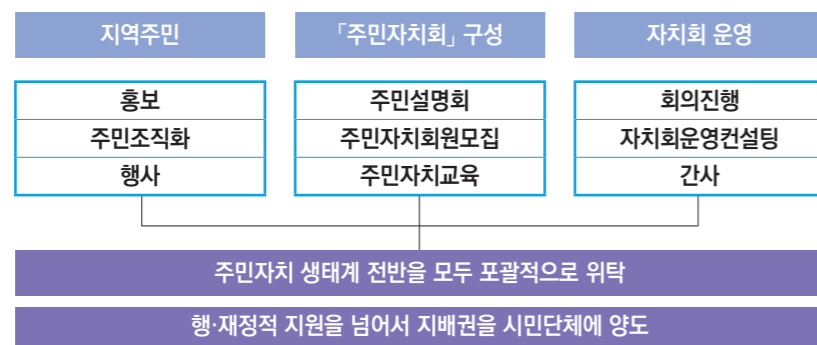 지역주민
「주민자치회」 구성
자치회 운영
홍보
주민조직화
행사
주민설명회
주민자치회원모집
주민자치교육
회의진행
자치회운영컨설팅
간사
주민자치 생태계 전반을 모두 포괄적으로 위탁
행·재정적 지원을 넘어서 지배권을 시민단체에 양도